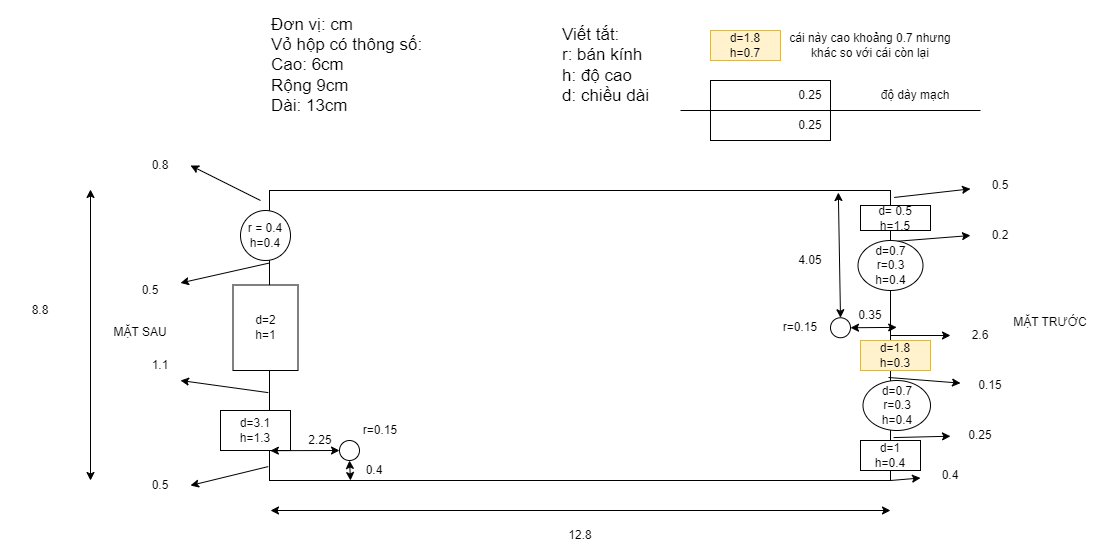 Đơn vị: cm
Vỏ hộp có thông số:
Cao: 6cm
Rộng 9cm
Dài: 13cm
Viết tắt:
r: bán kính
h: độ cao
d: chiều dài
d=1.8
h=0.7
cái này cao khoảng 0.7 nhưng
khác so với cái còn lại
0.25
độ dày mạch
0.25
0.8
r = 0.4
h=0.4
0.5
8.8
MẶT SAU
d=2
h=1
1.1
d=3.1
h=1.3
2.25
r=0.15
0.4
0.5
12.8
0.5
d= 0.5
h=1.5
0.2
d=0.7
r=0.3
h=0.4
4.05
r=0.15
0.35
MẶT TRƯỚC
2.6
d=1.8
h=0.3
0.15
d=0.7
r=0.3
h=0.4
0.25
d=1
h=0.4
0.4